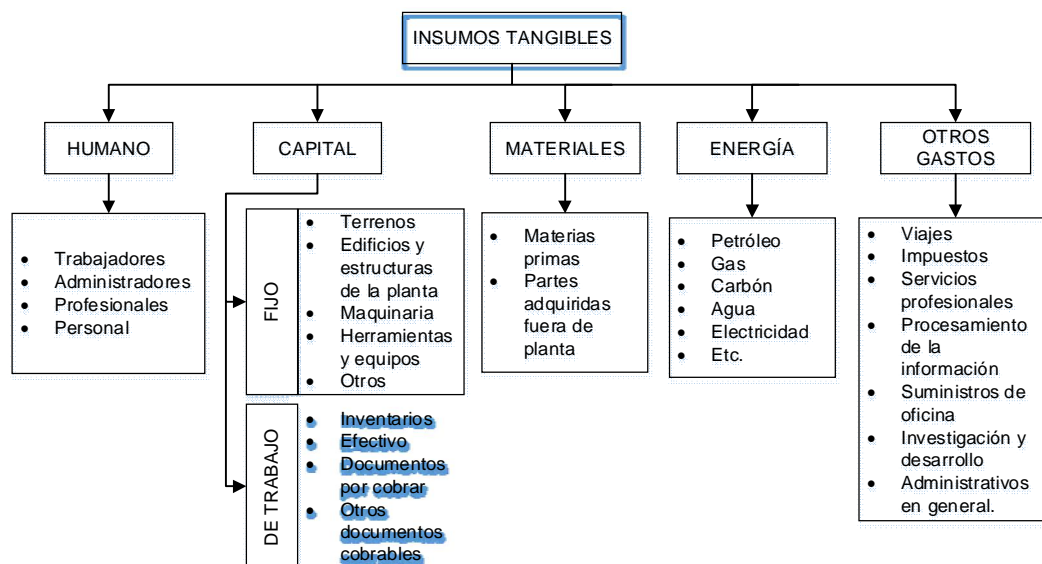 INSUMOS TANGIBLES
HUMANO
CAPITAL
MATERIALES
ENERGÍA
OTROS
GASTOS
• Trabajadores
• Administradores
• Profesionales
• Personal
FIJO
• Terrenos
• Edificios y
estructuras
de la planta
• Maquinaria
• Herramientas
y equipos
• Otros
DE TRABAJO
• Inventarios
• Efectivo
• Documentos
por cobrar
• Otros
documentos
cobrables
• Materias
primas
• Partes
adquiridas
fuera de
planta
• Petróleo
• Gas
• Carbón
• Agua
• Electricidad
• Etc.
• Viajes
• Impuestos
• Servicios
profesionales
• Procesamiento
de la
información
• Suministros de
oficina
• Investigación y
desarrollo
• Administrativos
en general.